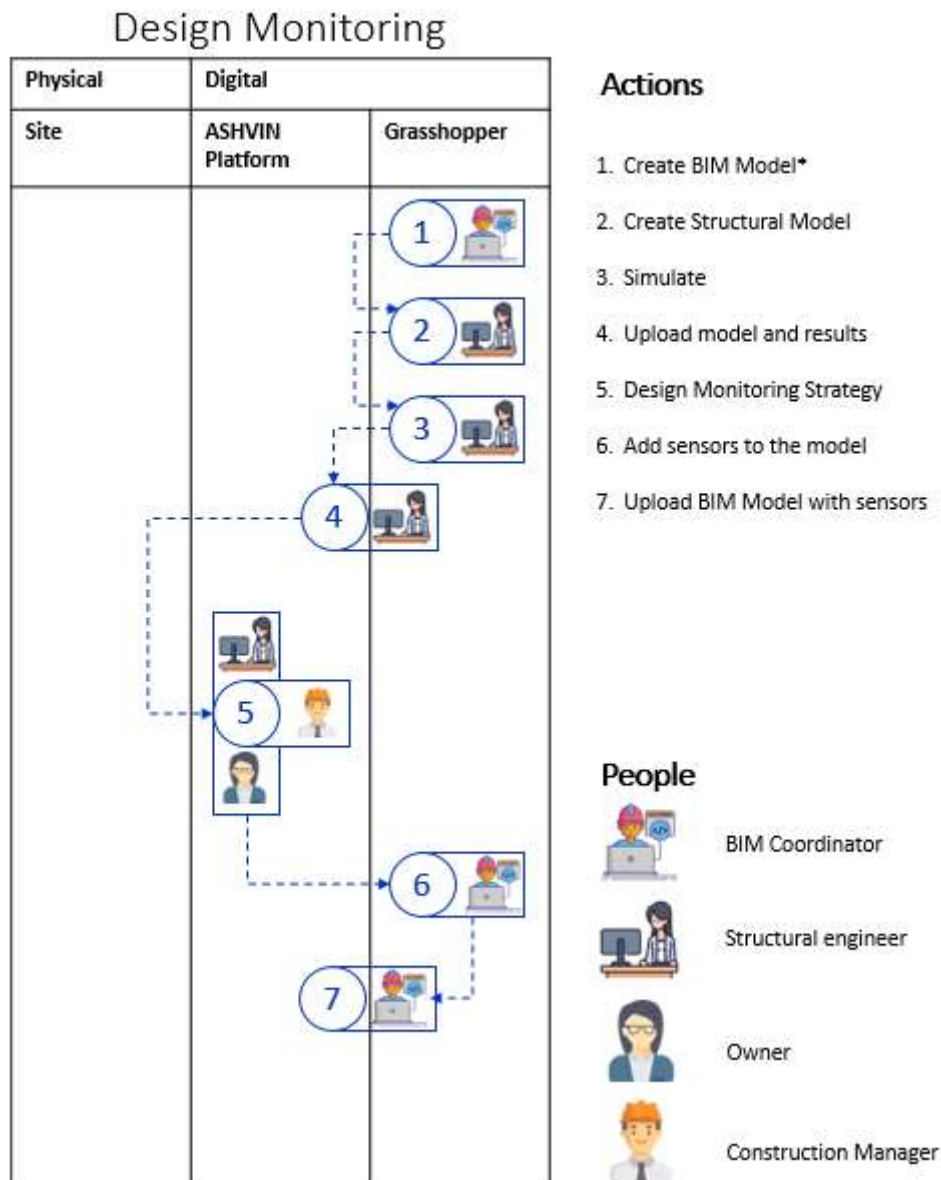 Design Monitoring
Physical
Digital
Site
ASHVIN
Platform
Grasshopper
1
2
3
4
5
6
7
Actions
1. Create BIM Model*
2. Create Structural Model
3. Simulate
4. Upload model and results
5. Design Monitoring Strategy
6. Add sensors to the model
7. Upload BIM Model with sensors
People
BIM Coordinator
Structural engineer
Owner
Construction Manager